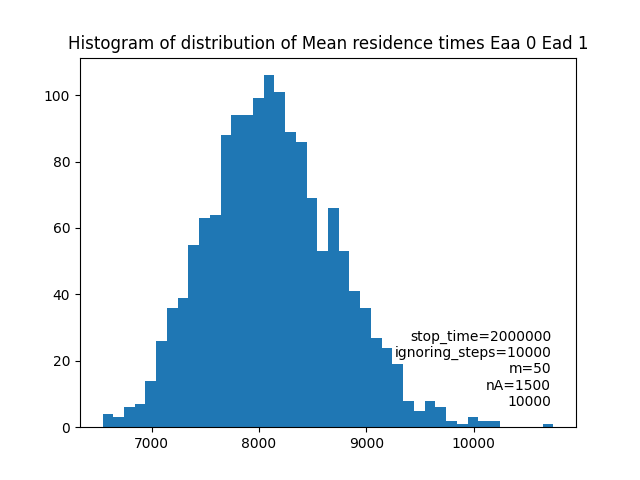 Histogram of distribution of Mean residence times Eaa 0 Ead 1
100
80
60
40
20
0
stop_time=2000000
ignoring_steps=10000
m=50
nA=1500
10000
7000 8000 9000 10000